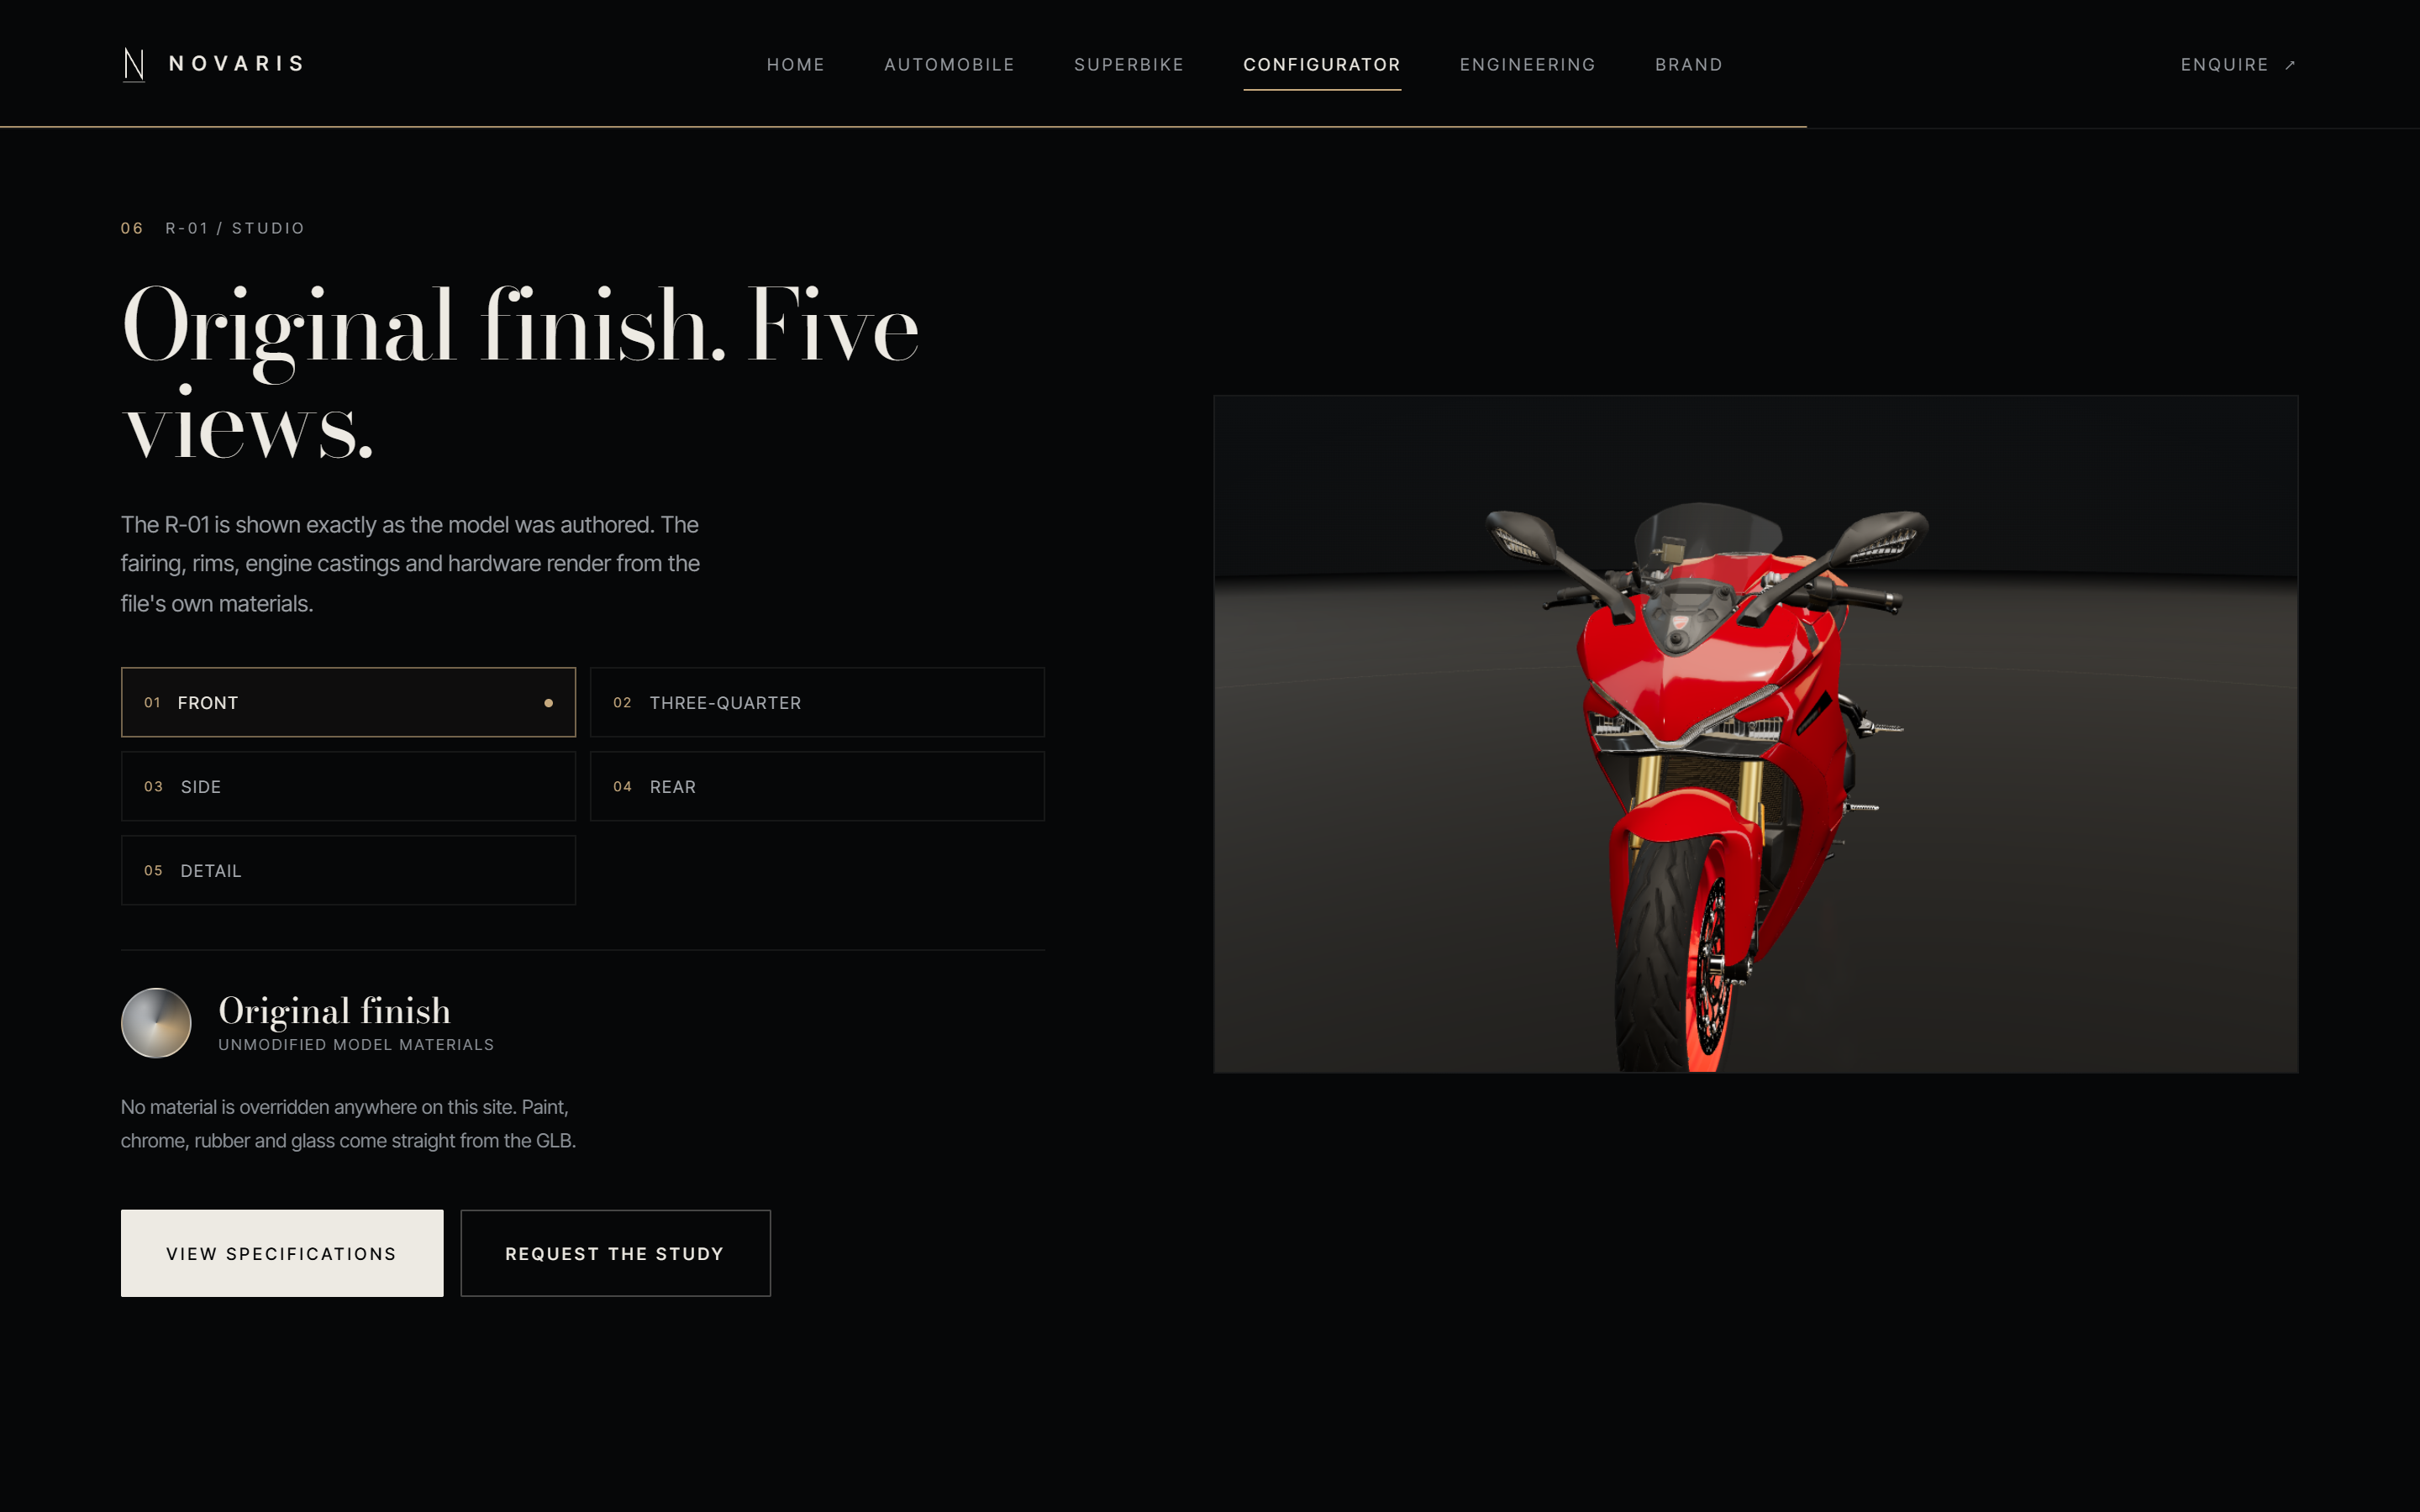 N NOVARIS
HOME AUTOMOBILE SUPERBIKE CONFIGURATOR ENGINEERING BRAND
ENQUIRE ↗
06 R-01 / STUDIO
Original finish. Five
views.
The R-01 is shown exactly as the model was authored. The
fairing, rims, engine castings and hardware render from the
file's own materials.
01 FRONT
02 THREE-QUARTER
03 SIDE
04 REAR
05 DETAIL
Original finish
UNMODIFIED MODEL MATERIALS
No material is overridden anywhere on this site. Paint,
chrome, rubber and glass come straight from the GLB.
VIEW SPECIFICATIONS
REQUEST THE STUDY